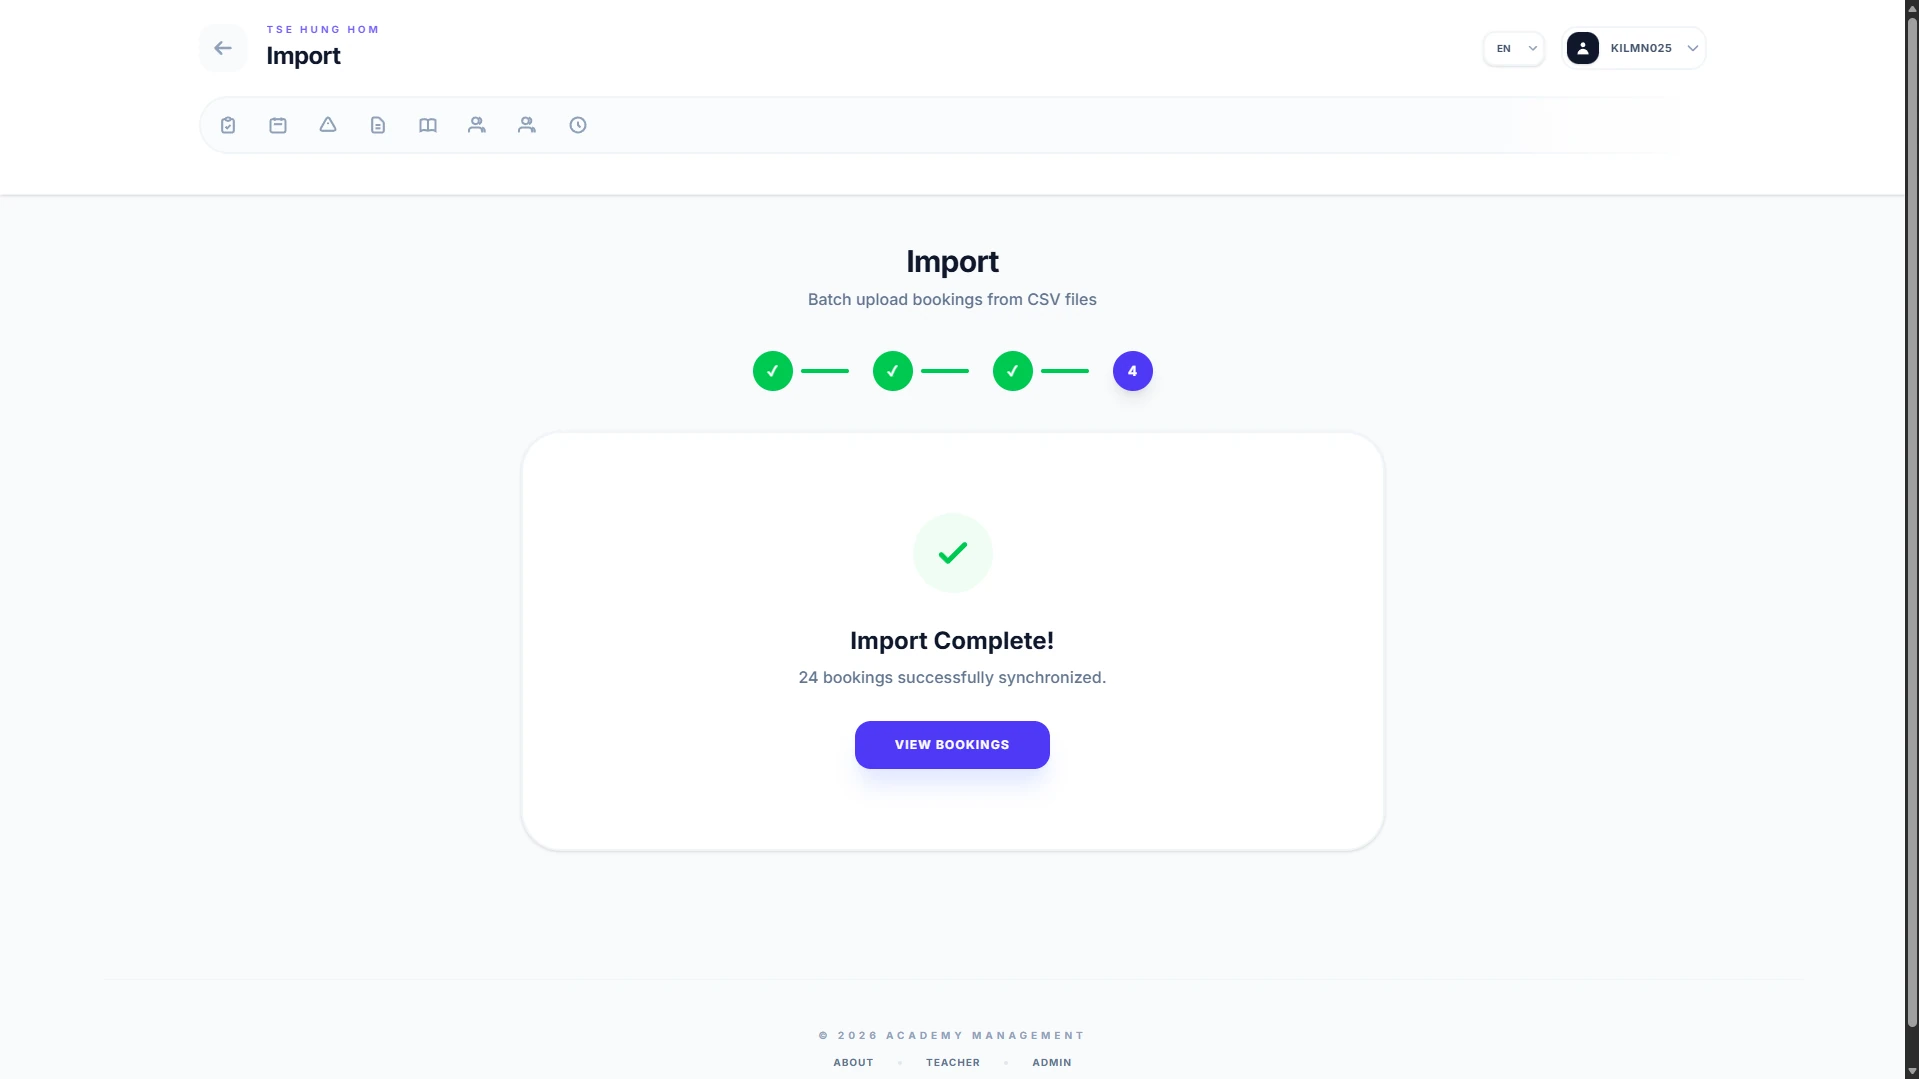 TSE HUNG HOM
Import
EN
KILMN025
Import
Batch upload bookings from CSV files
4
Import Complete!
24 bookings successfully synchronized.
VIEW BOOKINGS
© 2026 ACADEMY MANAGEMENT
ABOUT
TEACHER
ADMIN